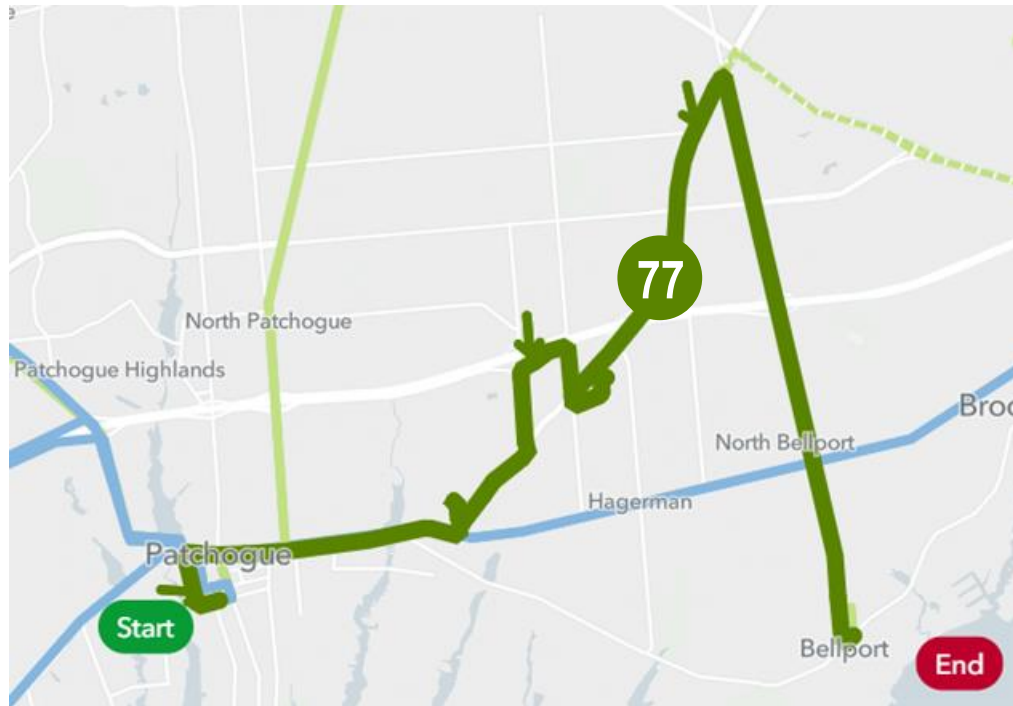 77
North Patchogue
Patchogue Highlands
Broo
North Bellport
Hagerman
Patchogue
Start
Bellport
End